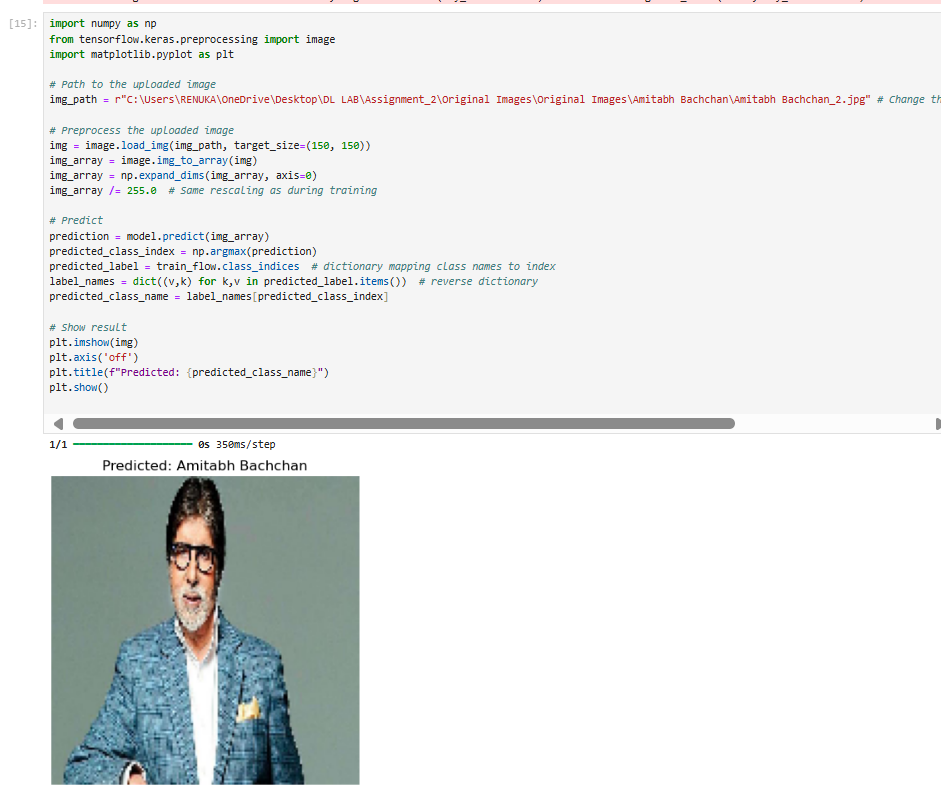 [15]:
import numpy as np
from tensorflow.keras.preprocessing import image
import matplotlib.pyplot as plt
# Path to the uploaded image
img_path = r"C:\Users\RENUKA\OneDrive\Desktop\DL LAB\Assignment_2\Original Images\Original Images\Amitabh Bachchan\Amitabh Bachchan_2.jpg" # Change th
# Preprocess the uploaded image
img = image.load_img(img_path, target_size=(150, 150))
img_array = image.img_to_array(img)
img_array = np.expand_dims(img_array, axis=0)
img_array /= 255.0  # Same rescaling as during training
# Predict
prediction = model.predict(img_array)
predicted_class_index = np.argmax(prediction)
predicted_label = train_flow.class_indices  # dictionary mapping class names to index
label_names = dict((v,k) for k,v in predicted_label.items())  # reverse dictionary
predicted_class_name = label_names[predicted_class_index]
# Show result
plt.imshow(img)
plt.axis('off')
plt.title(f"Predicted: {predicted_class_name}")
plt.show()
1/1 0s 350ms/step
Predicted: Amitabh Bachchan